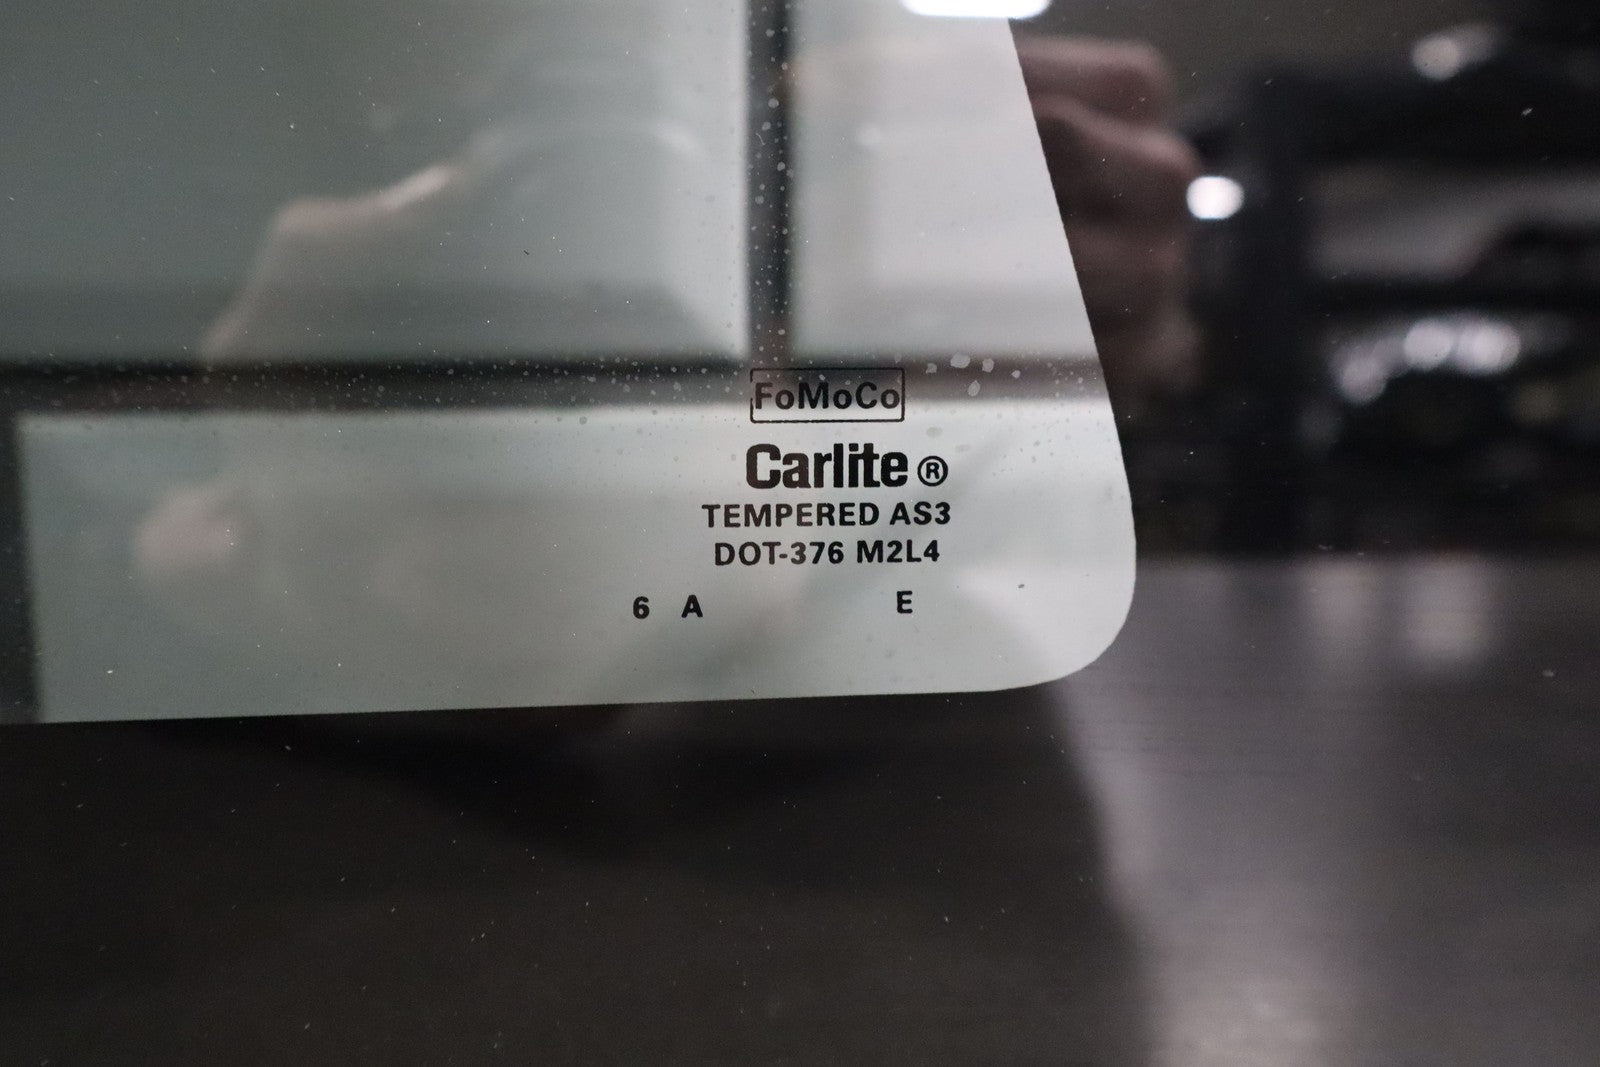 FoMoCo
Carlite®
TEMPERED AS3
DOT-376 M2L4
6 A E